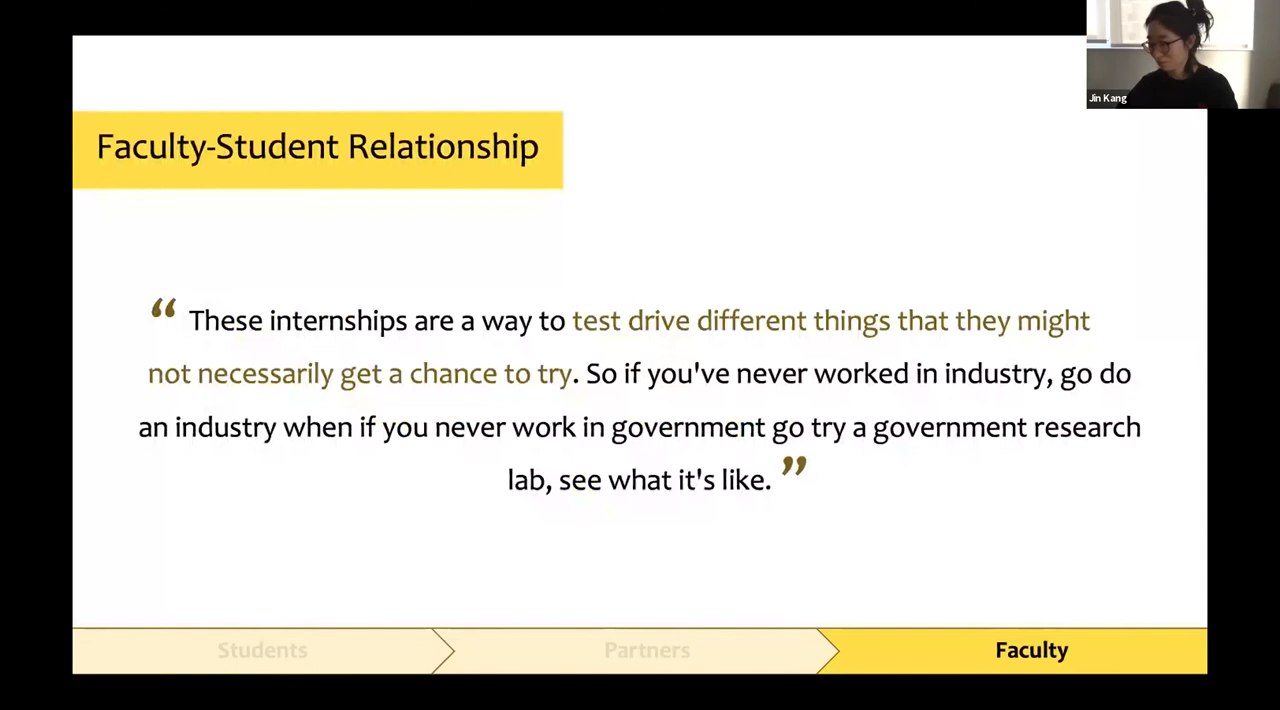 Jin Kang
Faculty-Student Relationship
“ These internships are a way to test drive different things that they might
not necessarily get a chance to try. So if you've never worked in industry, go do
an industry when if you never work in government go try a government research
lab, see what it's like. ”
Students
Partners
Faculty